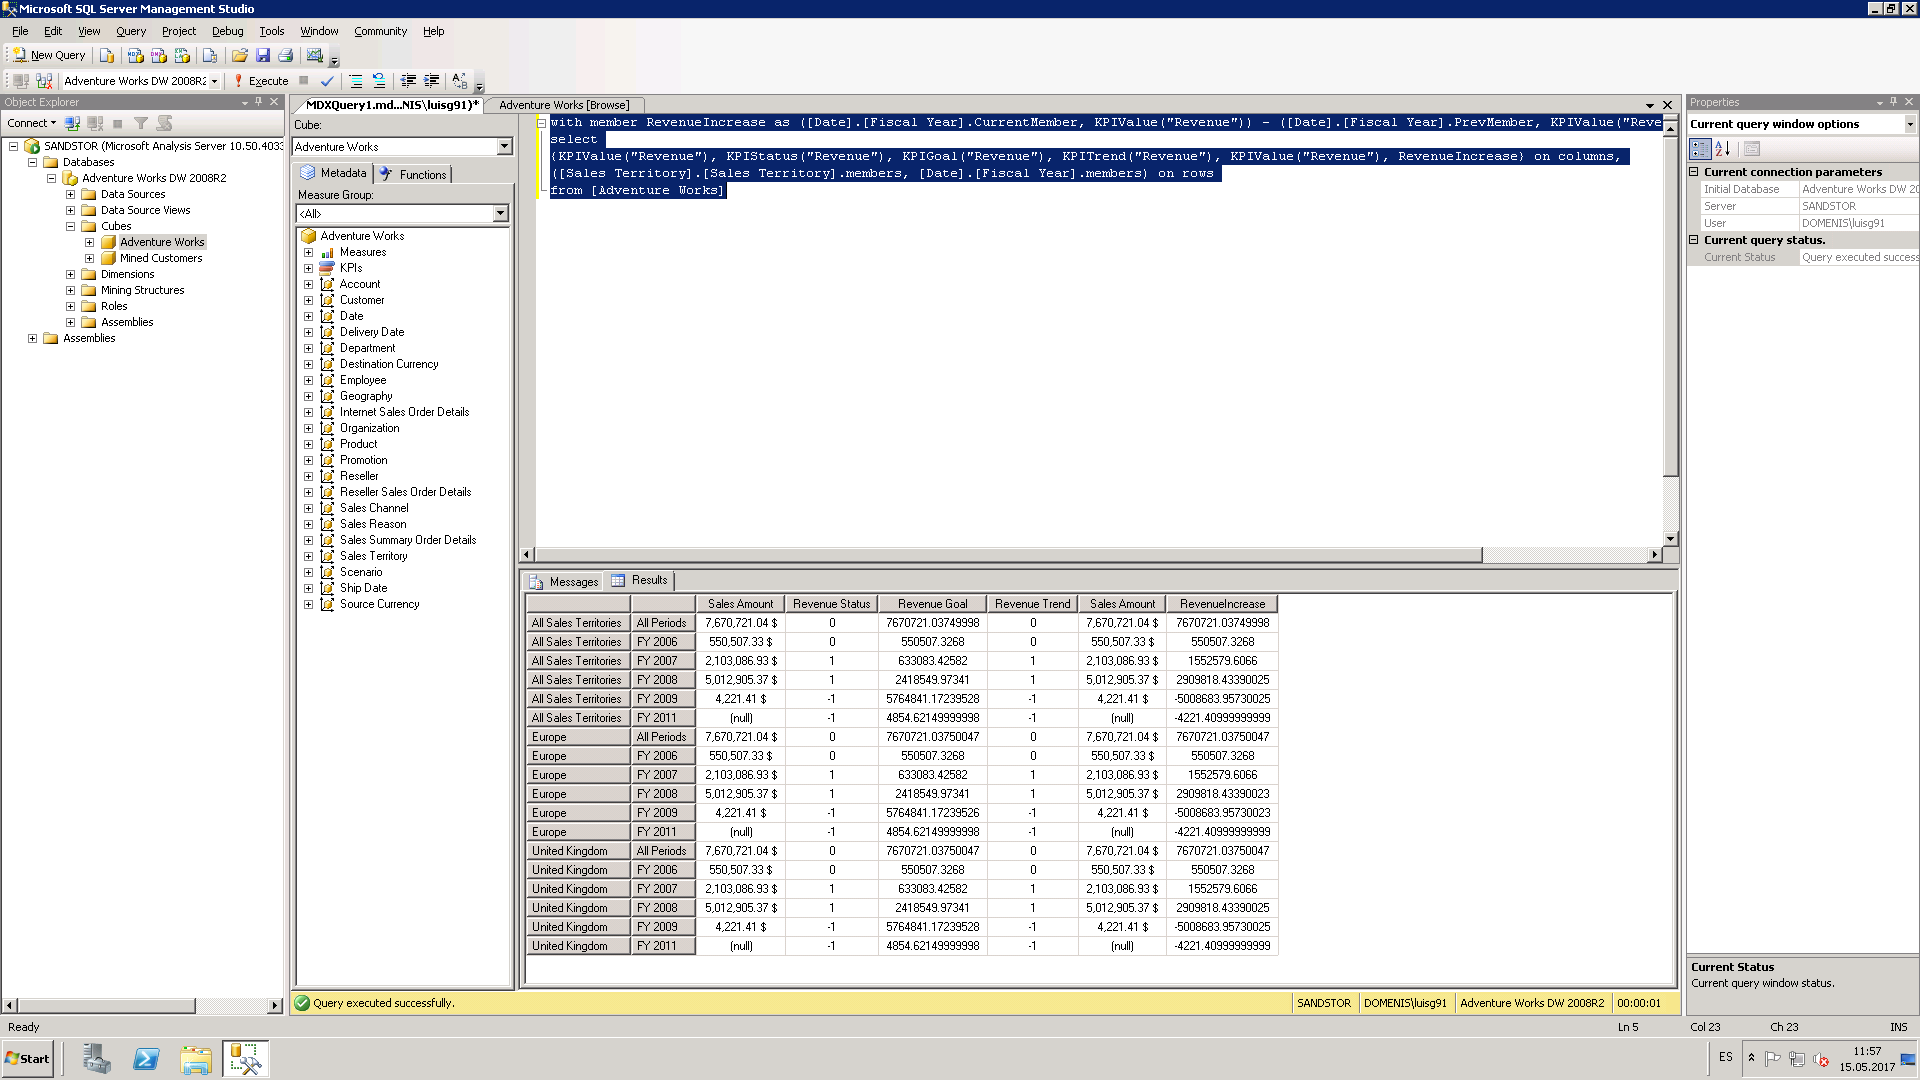 Microsoft SQL Server Management Studio
File Edit View Query Project Debug Tools Window Community Help
New Query
Adventure Works DW 2008R2 Execute
Object Explorer
Connect
SANDSTOR (Microsoft Analysis Server 10.50.4033
Databases
Adventure Works DW 2008R2
Data Sources
Data Source Views
Cubes
Adventure Works
Mined Customers
Dimensions
Mining Structures
Roles
Assemblies
Assemblies
MDXQuery1.md...NIS\luisg91)* Adventure Works [Browse]
Cube:
Adventure Works
Metadata Functions
Measure Group:
<All>
Adventure Works
Measures
KPIs
Account
Customer
Date
Delivery Date
Department
Destination Currency
Employee
Geography
Internet Sales Order Details
Organization
Product
Promotion
Reseller
Reseller Sales Order Details
Sales Channel
Sales Reason
Sales Summary Order Details
Sales Territory
Scenario
Ship Date
Source Currency
with member RevenueIncrease as ([Date].[Fiscal Year].CurrentMember, KPIValue("Revenue")) - ([Date].[Fiscal Year].PrevMember, KPIValue("Reve
select
{KPIValue("Revenue"), KPIStatus("Revenue"), KPIGoal("Revenue"), KPITrend("Revenue"), KPIValue("Revenue"), RevenueIncrease} on columns,
([Sales Territory].[Sales Territory].members, [Date].[Fiscal Year].members) on rows
from [Adventure Works]
Messages Results
Sales Amount Revenue Status Revenue Goal Revenue Trend Sales Amount RevenueIncrease
All Sales Territories All Periods 7,670,721.04 $ 0 7670721.03749998 0 7,670,721.04 $ 7670721.03749998
All Sales Territories FY 2006 550,507.33 $ 0 550507.3268 0 550,507.33 $ 550507.3268
All Sales Territories FY 2007 2,103,086.93 $ 1 633083.42582 1 2,103,086.93 $ 1552579.6066
All Sales Territories FY 2008 5,012,905.37 $ 1 2418549.97341 1 5,012,905.37 $ 2909818.43390025
All Sales Territories FY 2009 4,221.41 $ -1 5764841.17239528 -1 4,221.41 $ -5008683.95730025
All Sales Territories FY 2011 (null) -1 4854.62149999998 -1 (null) -4221.40999999999
Europe All Periods 7,670,721.04 $ 0 7670721.03750047 0 7,670,721.04 $ 7670721.03750047
Europe FY 2006 550,507.33 $ 0 550507.3268 0 550,507.33 $ 550507.3268
Europe FY 2007 2,103,086.93 $ 1 633083.42582 1 2,103,086.93 $ 1552579.6066
Europe FY 2008 5,012,905.37 $ 1 2418549.97341 1 5,012,905.37 $ 2909818.43390023
Europe FY 2009 4,221.41 $ -1 5764841.17239526 -1 4,221.41 $ -5008683.95730023
Europe FY 2011 (null) -1 4854.62149999998 -1 (null) -4221.40999999999
United Kingdom All Periods 7,670,721.04 $ 0 7670721.03750047 0 7,670,721.04 $ 7670721.03750047
United Kingdom FY 2006 550,507.33 $ 0 550507.3268 0 550,507.33 $ 550507.3268
United Kingdom FY 2007 2,103,086.93 $ 1 633083.42582 1 2,103,086.93 $ 1552579.6066
United Kingdom FY 2008 5,012,905.37 $ 1 2418549.97341 1 5,012,905.37 $ 2909818.43390025
United Kingdom FY 2009 4,221.41 $ -1 5764841.17239528 -1 4,221.41 $ -5008683.95730025
United Kingdom FY 2011 (null) -1 4854.62149999998 -1 (null) -4221.40999999999
Query executed successfully. SANDSTOR DOMENIS\luisg91 Adventure Works DW 2008R2 00:00:01
Properties
Current query window options
Current connection parameters
Initial Database Adventure Works DW 20
Server SANDSTOR
User DOMENIS\luisg91
Current query status.
Current Status Query executed success
Current Status
Current query window status.
Ready Ln 5 Col 23 Ch 23 INS
Start ES 11:57
15.05.2017